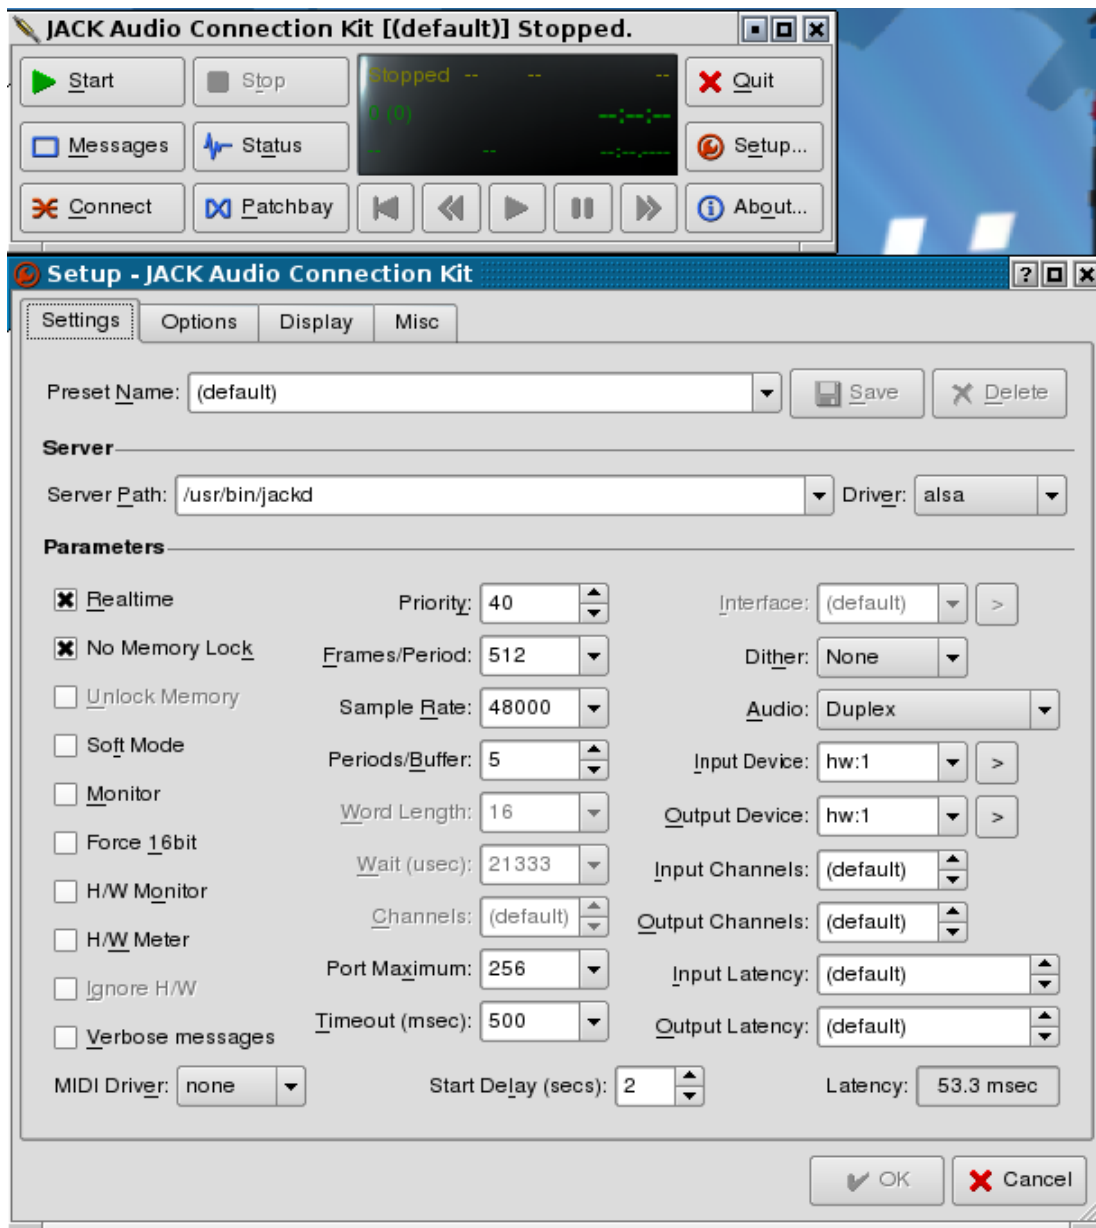 JACK Audio Connection Kit [(default)] Stopped.
Start Stop Stopped -- -- -- Quit
0 (0) --:--:--
Messages Status -- -- --:--.---- Setup...
Connect Patchbay About...
Setup - JACK Audio Connection Kit ?
Settings Options Display Misc
Preset Name: (default) Save Delete
Server
Server Path: /usr/bin/jackd Driver: alsa
Parameters
Realtime Priority: 40 Interface: (default) >
No Memory Lock Frames/Period: 512 Dither: None
Unlock Memory Sample Rate: 48000 Audio: Duplex
Soft Mode Periods/Buffer: 5 Input Device: hw:1 >
Monitor Word Length: 16 Output Device: hw:1 >
Force 16bit Wait (usec): 21333 Input Channels: (default)
H/W Monitor Channels: (default) Output Channels: (default)
H/W Meter Port Maximum: 256 Input Latency: (default)
Ignore H/W Timeout (msec): 500 Output Latency: (default)
Verbose messages
MIDI Driver: none Start Delay (secs): 2 Latency: 53.3 msec
OK Cancel